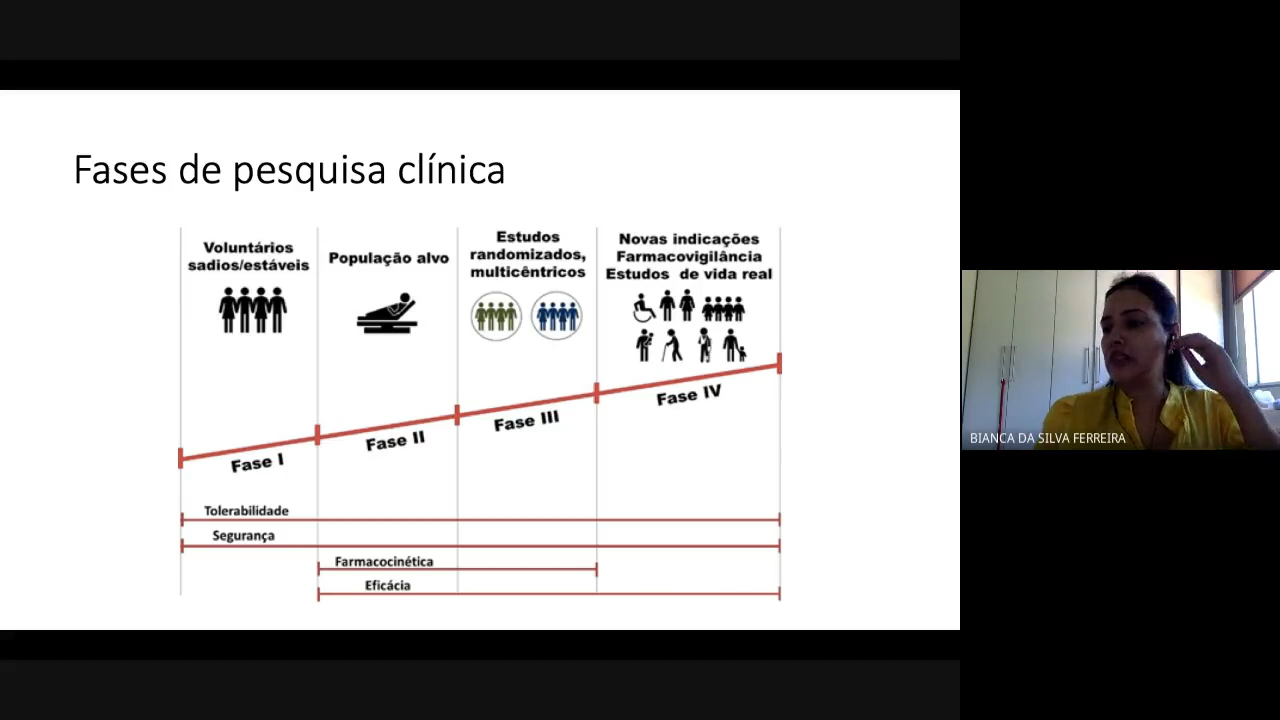 Fases de pesquisa clínica
Voluntários
sadios/estáveis
População alvo
Estudos
randomizados,
multicêntricos
Novas indicações
Farmacovigilância
Estudos de vida real
Fase I
Fase II
Fase III
Fase IV
Tolerabilidade
Segurança
Farmacocinética
Eficácia
BIANCA DA SILVA FERREIRA